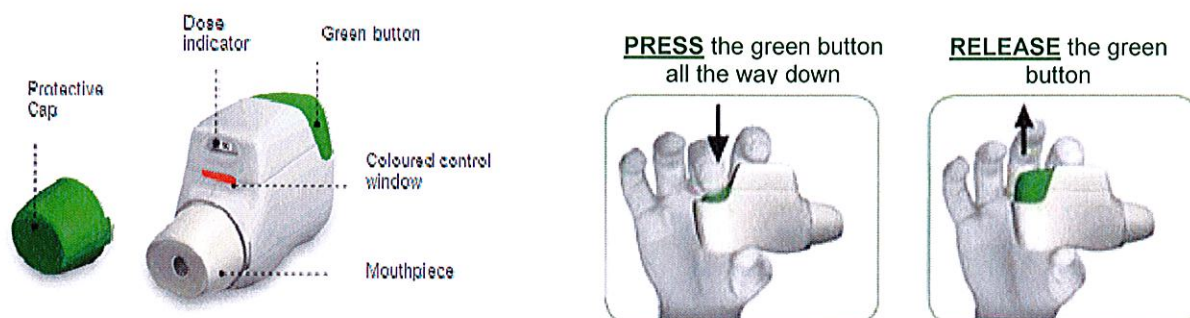 Dose
indicator
Green button
Protective
Cap
Coloured control
window
Mouthpiece
PRESS the green button
all the way down
RELEASE the green
button